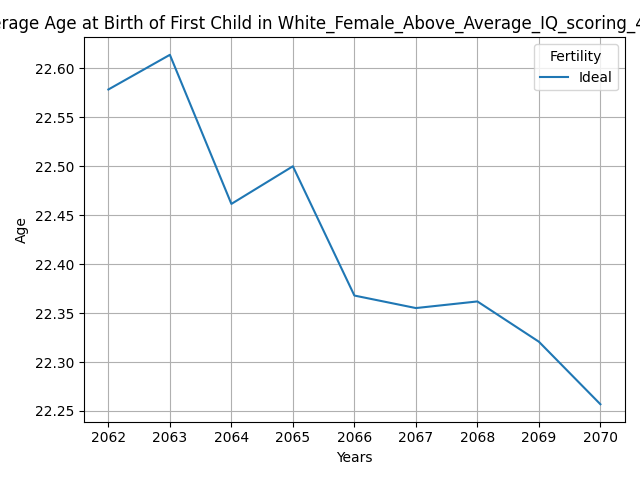 Average Age at Birth of First Child in White_Female_Above_Average_IQ_scoring_4
Fertility
Ideal
22.60
22.55
22.50
22.45
22.40
22.35
22.30
22.25
Age
2062 2063 2064 2065 2066 2067 2068 2069 2070
Years